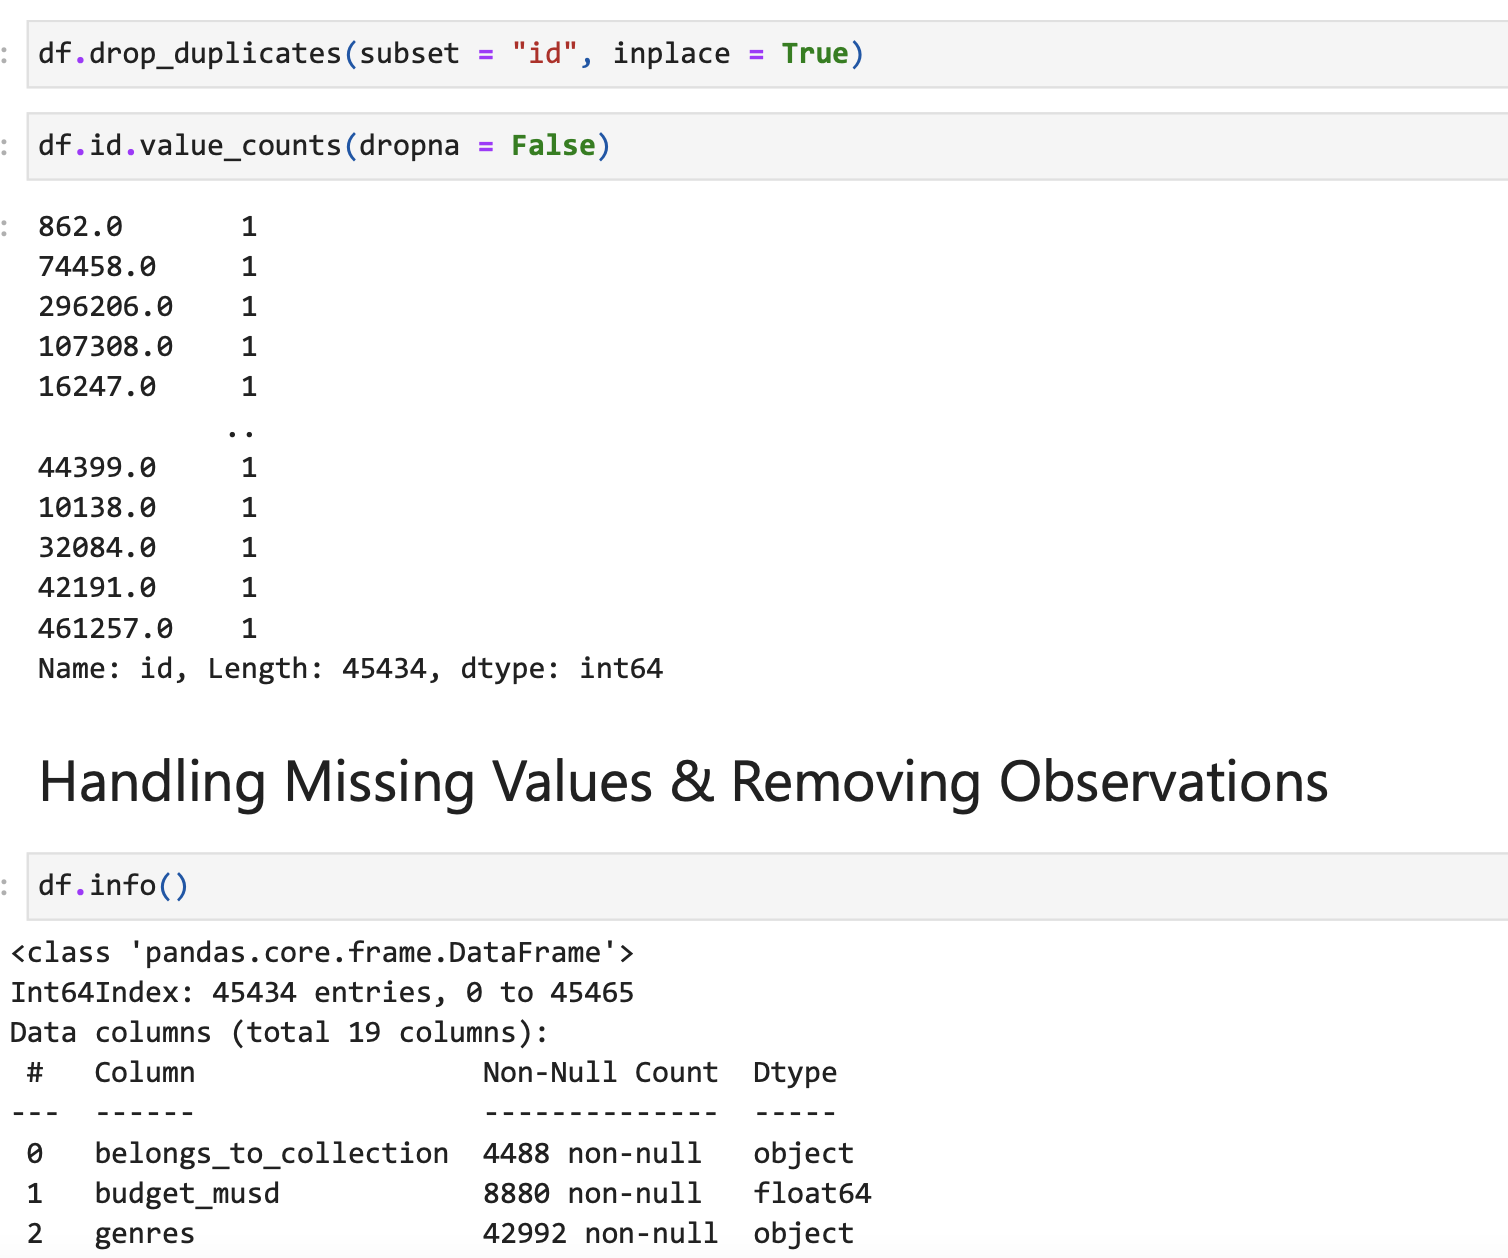 : df.drop_duplicates(subset = "id", inplace = True)
: df.id.value_counts(dropna = False)
: 862.0       1
74458.0     1
296206.0    1
107308.0    1
16247.0     1
           ..
44399.0     1
10138.0     1
32084.0     1
42191.0     1
461257.0    1
Name: id, Length: 45434, dtype: int64
Handling Missing Values & Removing Observations
: df.info()
<class 'pandas.core.frame.DataFrame'>
Int64Index: 45434 entries, 0 to 45465
Data columns (total 19 columns):
 #   Column                 Non-Null Count  Dtype
---  ------                 --------------  -----
 0   belongs_to_collection  4488 non-null   object
 1   budget_musd            8880 non-null   float64
 2   genres                 42992 non-null  object